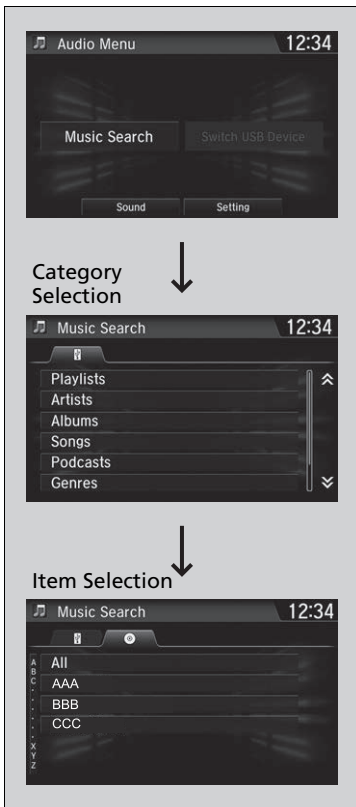 Audio Menu 12:34
Music Search Switch USB Device
Sound Setting
Category
Selection
Music Search 12:34
Playlists
Artists
Albums
Songs
Podcasts
Genres
Item Selection
Music Search 12:34
A
B
C
All
AAA
BBB
CCC
X
Y
Z